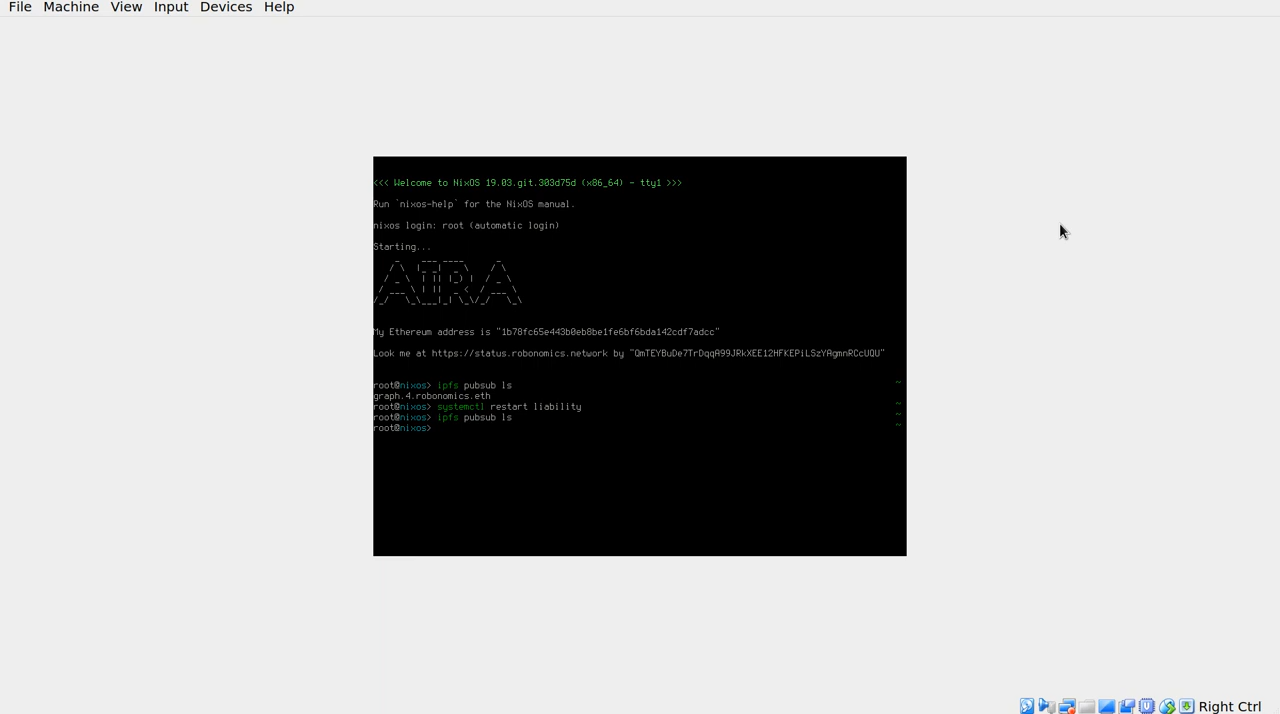 File Machine View Input Devices Help
<<< Welcome to NixOS 19.03.git.303d75d (x86_64) - tty1 >>>
Run `nixos-help` for the NixOS manual.
nixos login: root (automatic login)
Starting...
AIRA
My Ethereum address is "1b78fc65e443b0eb8be1fe6bf6bda142cdf7adcc"
Look me at https://status.robonomics.network by "QmTEYBuDe7TrDqqA99JRkXEE12HFKEPiLSzYAgmnRCcUQU"
root@nixos> ipfs pubsub ls ~
graph.4.robonomics.eth
root@nixos> systemctl restart liability ~
root@nixos> ipfs pubsub ls ~
root@nixos> ~
Right Ctrl